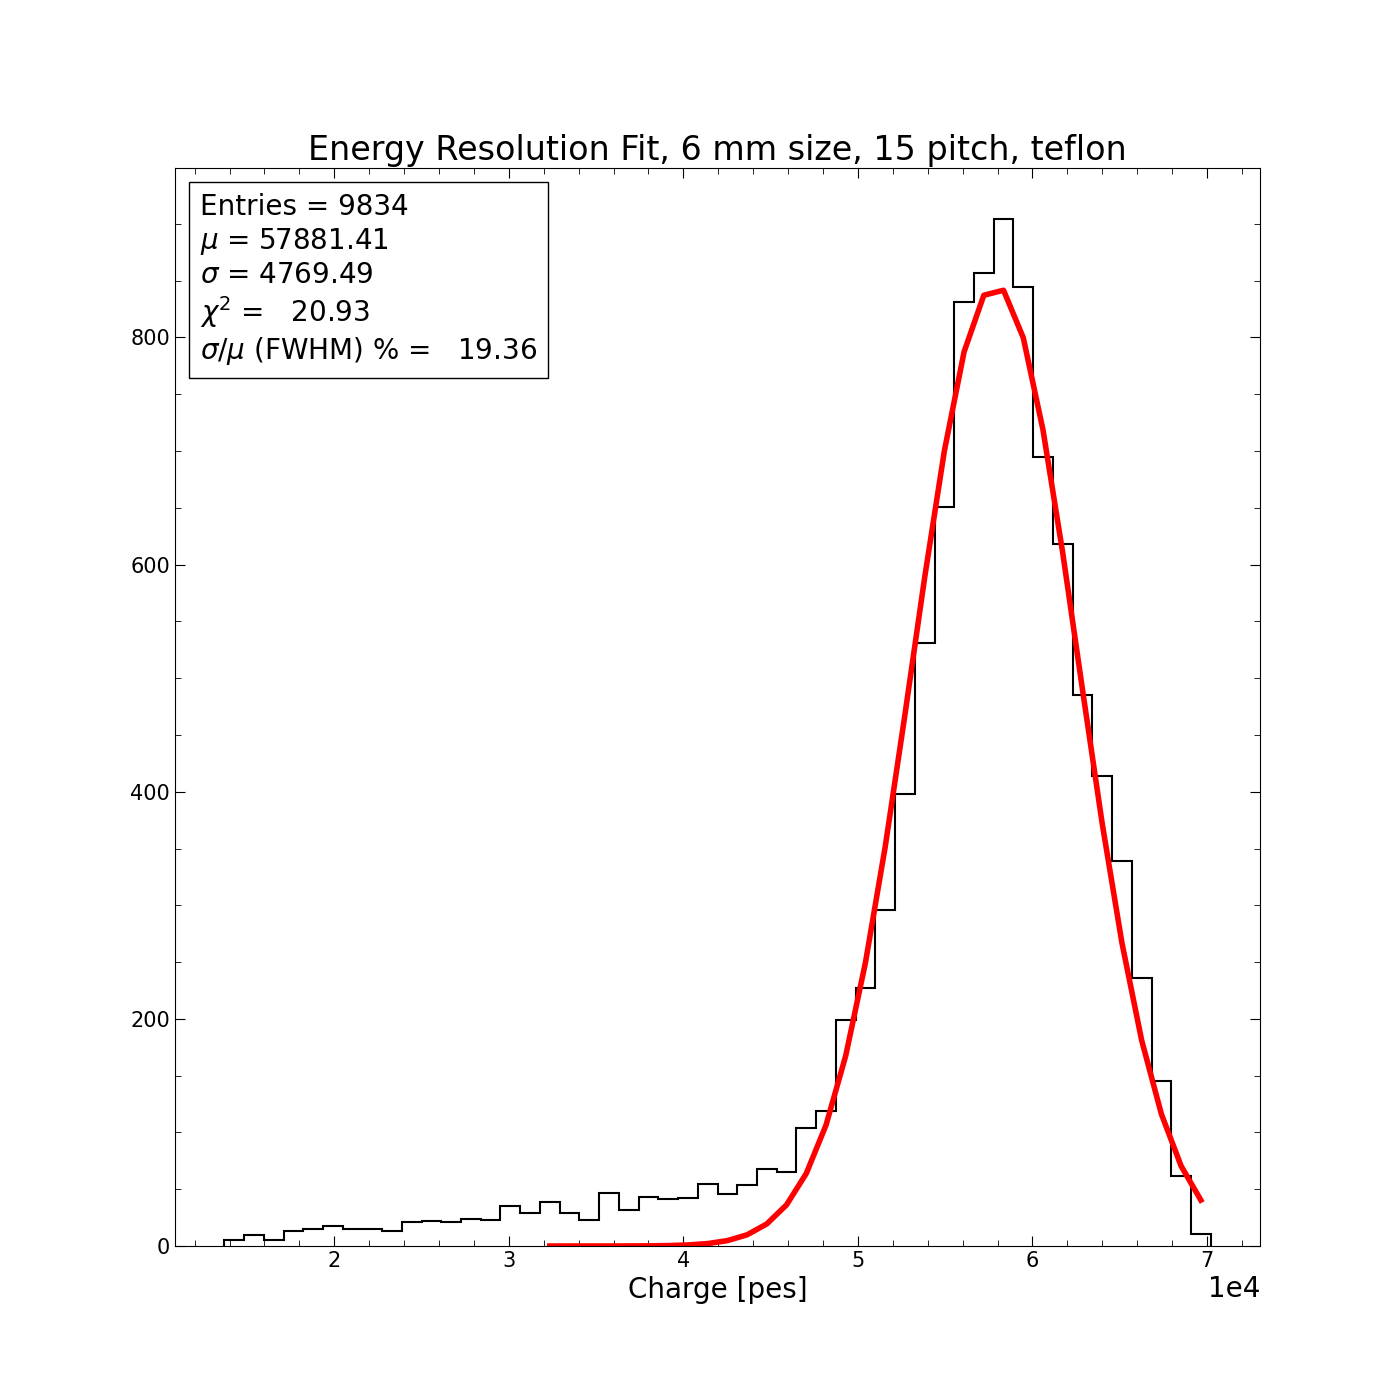 Energy Resolution Fit, 6 mm size, 15 pitch, teflon
Entries = 9834
μ = 57881.41
σ = 4769.49
χ² = 20.93
σ/μ (FWHM) % = 19.36
800
600
400
200
0
2 3 4 5 6 7
Charge [pes]
1e4